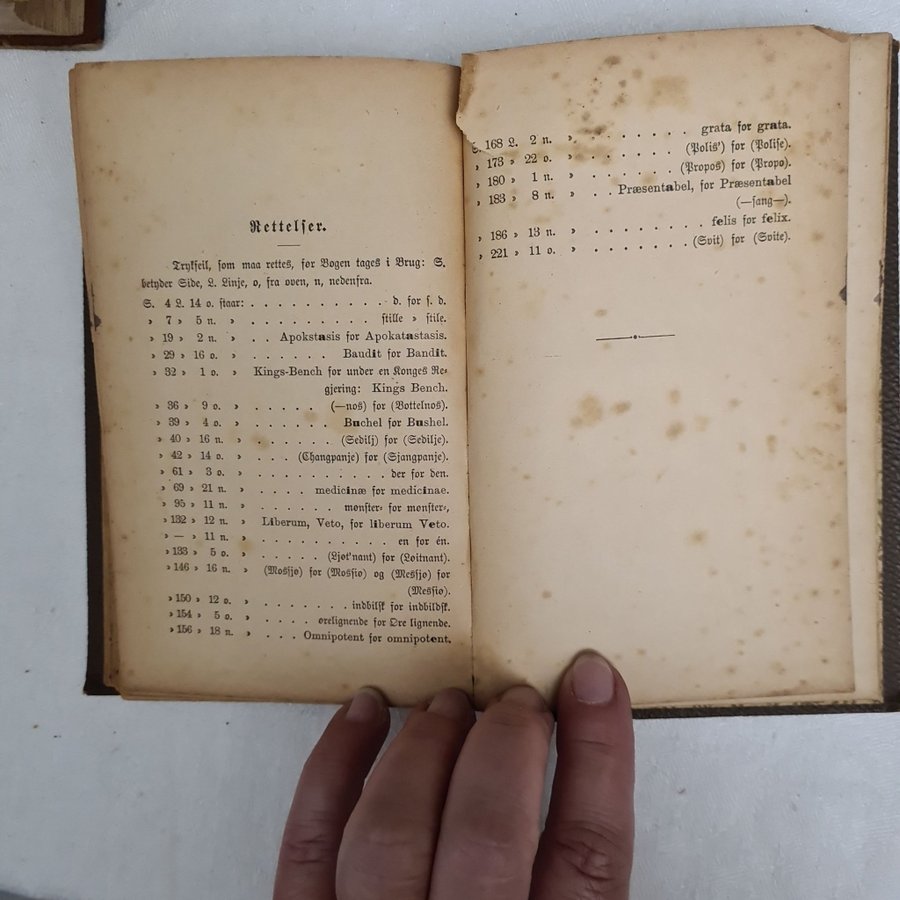 Rettelser.
Trykfeil, som maa rettes, før Bogen tages i Brug: S.
betyder Side, L. Linje, o, fra oven, n, nedenfra.
S. 4 L. 14 o. staar: . . . . . . . . . . d. for s. d.
» 7 » 5 n. » . . . . . . . . . stille » stile.
» 19 » 2 n. » . . Apokstasis for Apokatastasis.
» 29 » 16 o. » . . . . . . Baudit for Bandit.
» 32 » 1 o. » Kings-Bench for under en Konges Re-
gjering: Kings Bench.
» 36 » 9 o. » . . . . . (—nos) for (Bottelnos).
» 39 » 4 o. » . . . . . . Buchel for Bushel.
» 40 » 16 n. » . . . . . (Sedilj) for (Sedilje).
» 42 » 14 o. » . . . (Changpanje) for (Sjangpanje).
» 61 » 3 o. » . . . . . . . . . . der for den.
» 69 » 21 n. » . . . . medicinæ for medicinae.
» 95 » 11 n. » . . . . . mønster- for mønster-,
» 132 » 12 n. » Liberum, Veto, for liberum Veto.
» — » 11 n. » . . . . . . . . . . en for én.
» 133 » 5 o. » . . . . . (Ljøt'nant) for (Løitnant).
» 146 » 16 n. » (Mosfjø) for (Mosfiø) og (Mesfjø) for
(Mesfiø).
» 150 » 12 o. » . . . . . . . indbilsk for indbildsk.
» 154 » 5 o. » . . . . ørelignende for Øre lignende.
» 156 » 18 n. » . . . Omnipotent for omnipotent.
S. 168 L. 2 n. » . . . . . . . grata for grata.
» 173 » 22 o. » . . . . . . . (Polis') for (Polise).
» 180 » 1 n. » . . . . . . (Propos) for (Propo).
» 183 » 8 n. » . . Præsentabel, for Præsentabel
(—sang—).
» 186 » 13 n. » . . . . . . . . felis for felix.
» 221 » 11 o. » . . . . . . . (Svit) for (Svite).